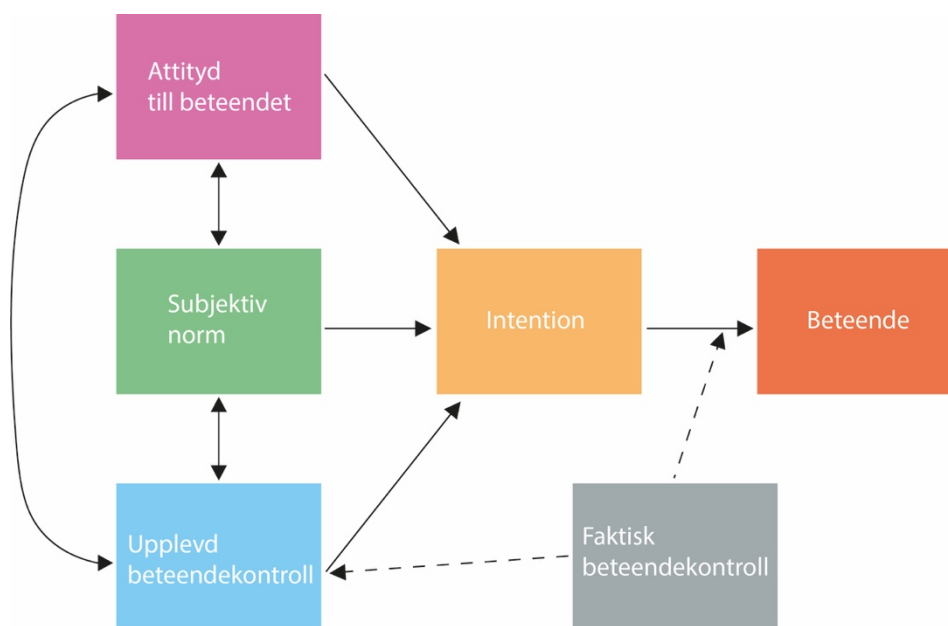 Attityd
till beteendet
Subjektiv
norm
Intention
Beteende
Upplevd
beteendekontroll
Faktisk
beteendekontroll